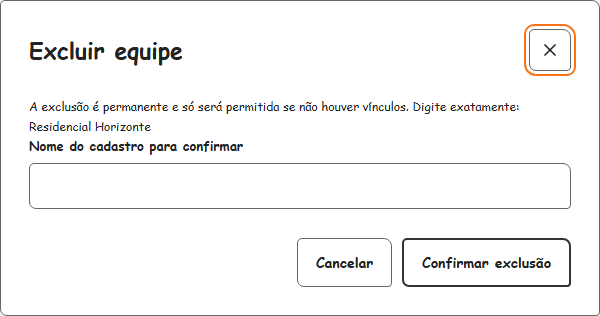 Excluir equipe
A exclusão é permanente e só será permitida se não houver vínculos. Digite exatamente:
Residencial Horizonte
Nome do cadastro para confirmar
Cancelar
Confirmar exclusão